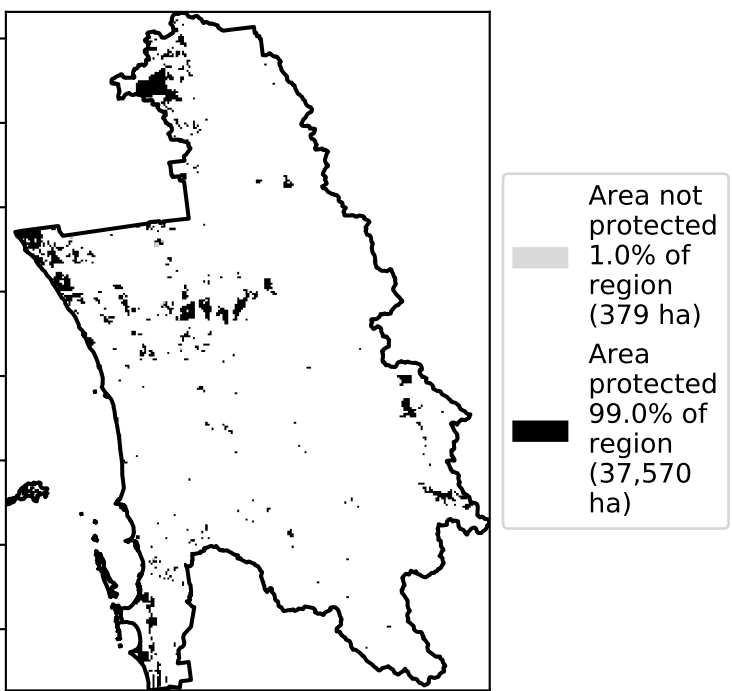 Area not
protected
1.0% of
region
(379 ha)
Area
protected
99.0% of
region
(37,570
ha)